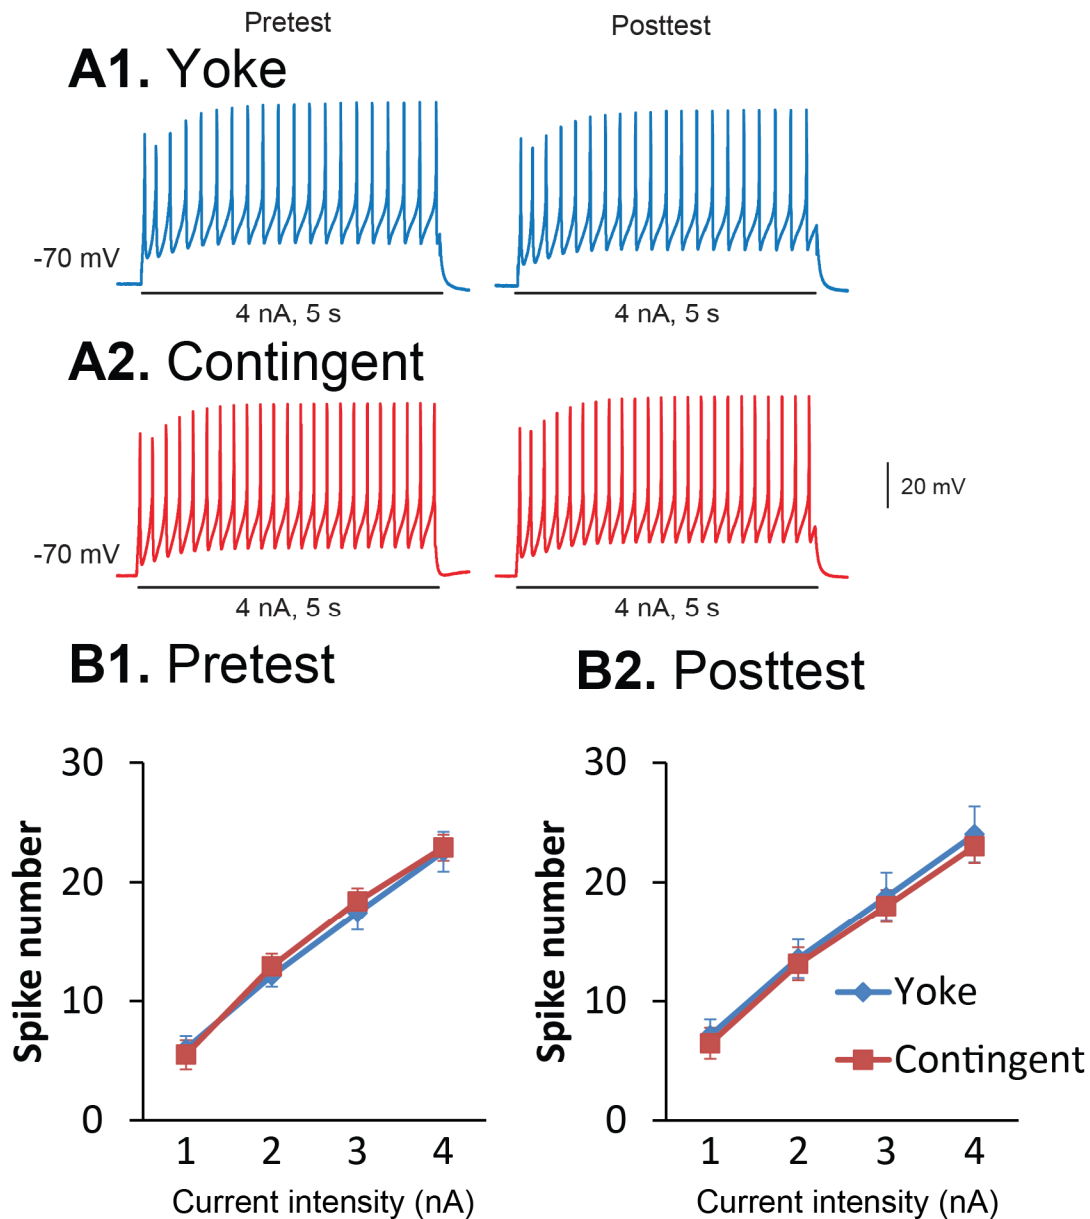 Pretest
Posttest
A1. Yoke
-70 mV
4 nA, 5 s
4 nA, 5 s
A2. Contingent
20 mV
-70 mV
4 nA, 5 s
4 nA, 5 s
B1. Pretest
B2. Posttest
30
20
10
0
Spike number
1 2 3 4
Current intensity (nA)
30
20
10
0
Spike number
Yoke
Contingent
1 2 3 4
Current intensity (nA)